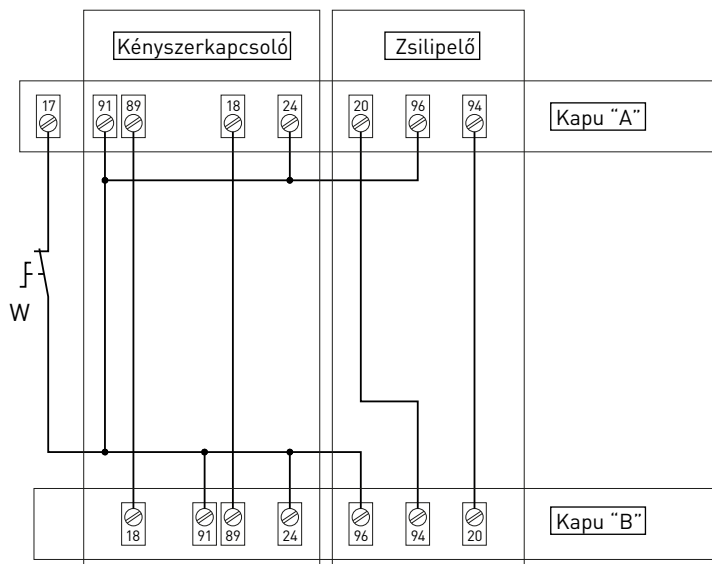 Kényszerkapcsoló Zsilipelő
17 91 89 18 24 20 96 94 Kapu “A”
W
18 91 89 24 96 94 20 Kapu “B”